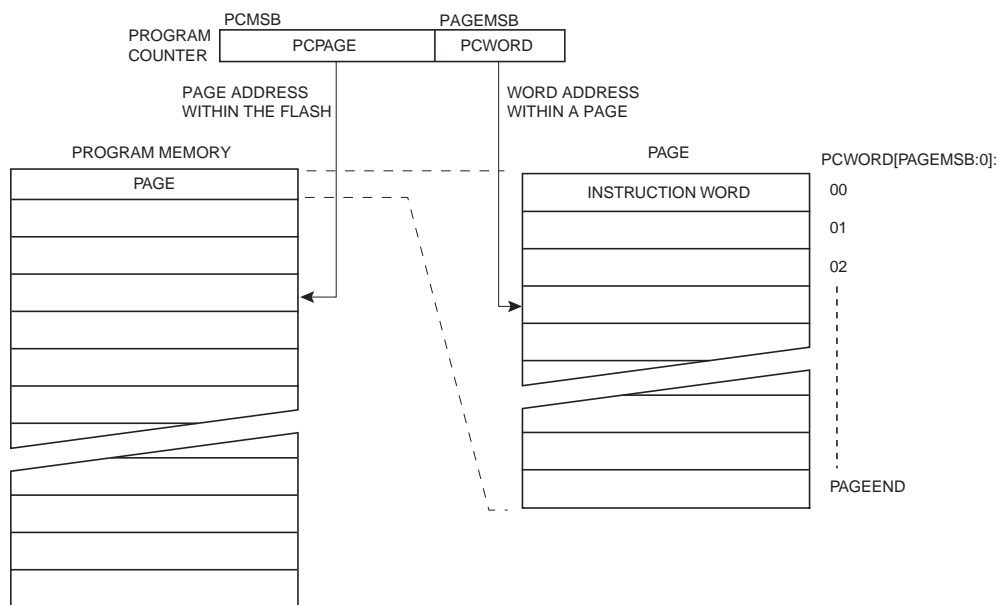 PCMSB
PAGEMSB
PROGRAM
COUNTER
PCPAGE
PCWORD
PAGE ADDRESS
WITHIN THE FLASH
WORD ADDRESS
WITHIN A PAGE
PROGRAM MEMORY
PAGE
PCWORD[PAGEMSB:0]:
PAGE
INSTRUCTION WORD
00
01
02
PAGEEND